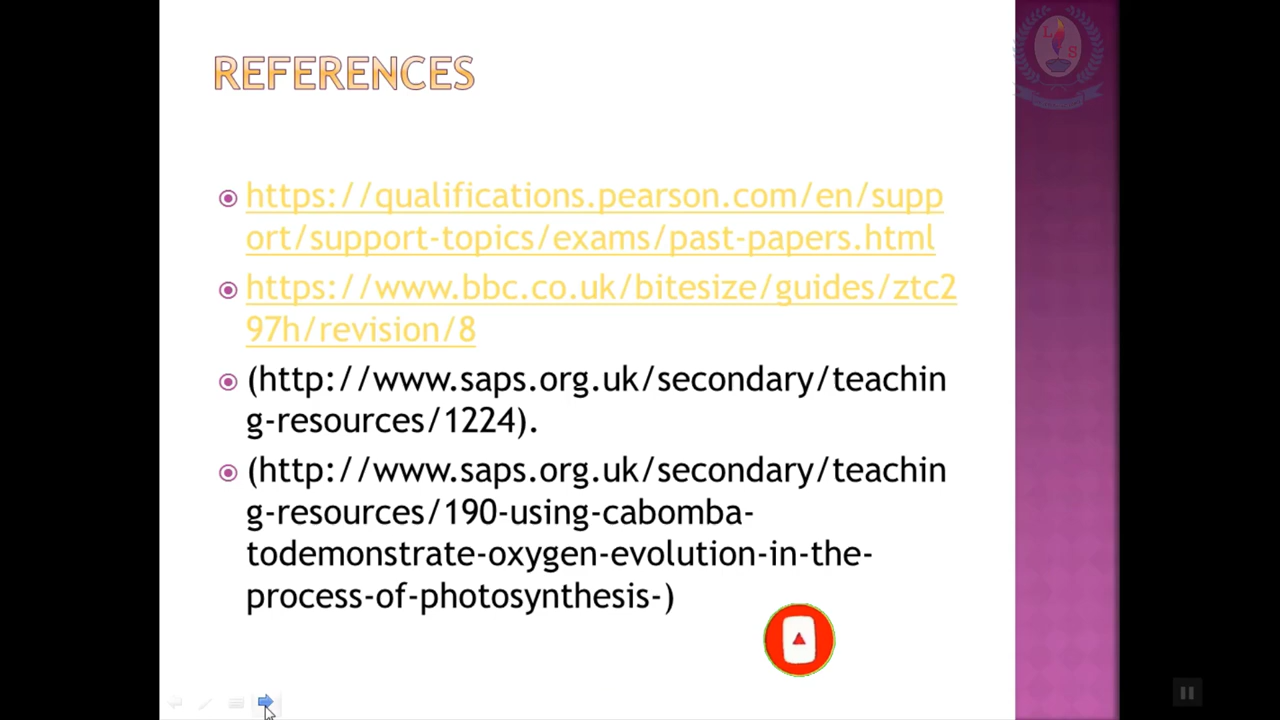 REFERENCES
L
S
https://qualifications.pearson.com/en/supp
ort/support-topics/exams/past-papers.html
https://www.bbc.co.uk/bitesize/guides/ztc2
97h/revision/8
(http://www.saps.org.uk/secondary/teachin
g-resources/1224).
(http://www.saps.org.uk/secondary/teachin
g-resources/190-using-cabomba-
todemonstrate-oxygen-evolution-in-the-
process-of-photosynthesis-)